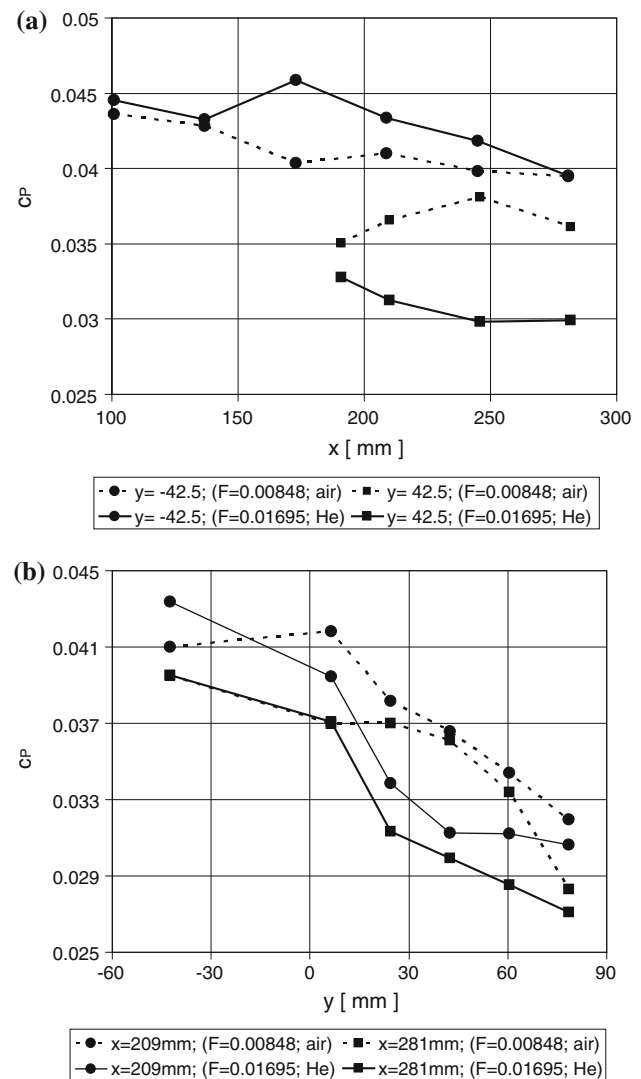 (a)
0.05
0.045
0.04
0.035
0.03
0.025
cP
100 150 200 250 300
x [ mm ]
y= -42.5; (F=0.00848; air) y= 42.5; (F=0.00848; air)
y= -42.5; (F=0.01695; He) y= 42.5; (F=0.01695; He)
(b)
0.045
0.041
0.037
0.033
0.029
0.025
cP
-60 -30 0 30 60 90
y [ mm ]
x=209mm; (F=0.00848; air) x=281mm; (F=0.00848; air)
x=209mm; (F=0.01695; He) x=281mm; (F=0.01695; He)